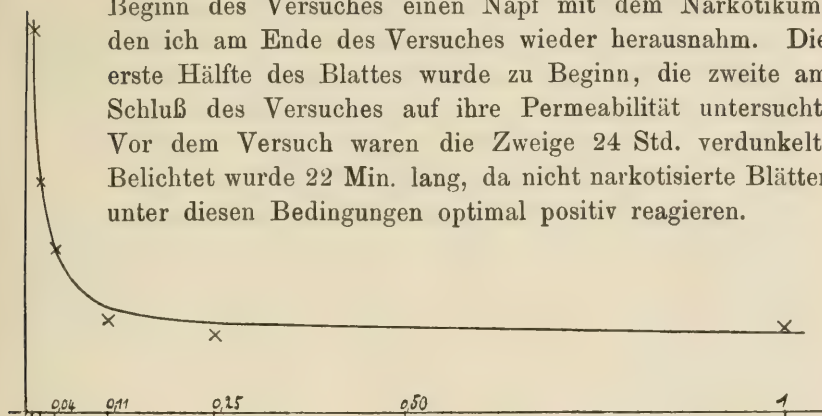 Beginn des Versuches einen Napf mit dem Narkotikum
den ich am Ende des Versuches wieder herausnahm. Die
erste Hälfte des Blattes wurde zu Beginn, die zweite am
Schluß des Versuches auf ihre Permeabilität untersucht
Vor dem Versuch waren die Zweige 24 Std. verdunkelt
Belichtet wurde 22 Min. lang, da nicht narkotisierte Blätter
unter diesen Bedingungen optimal positiv reagieren.
0,04 0,11 0,25 0,50 1